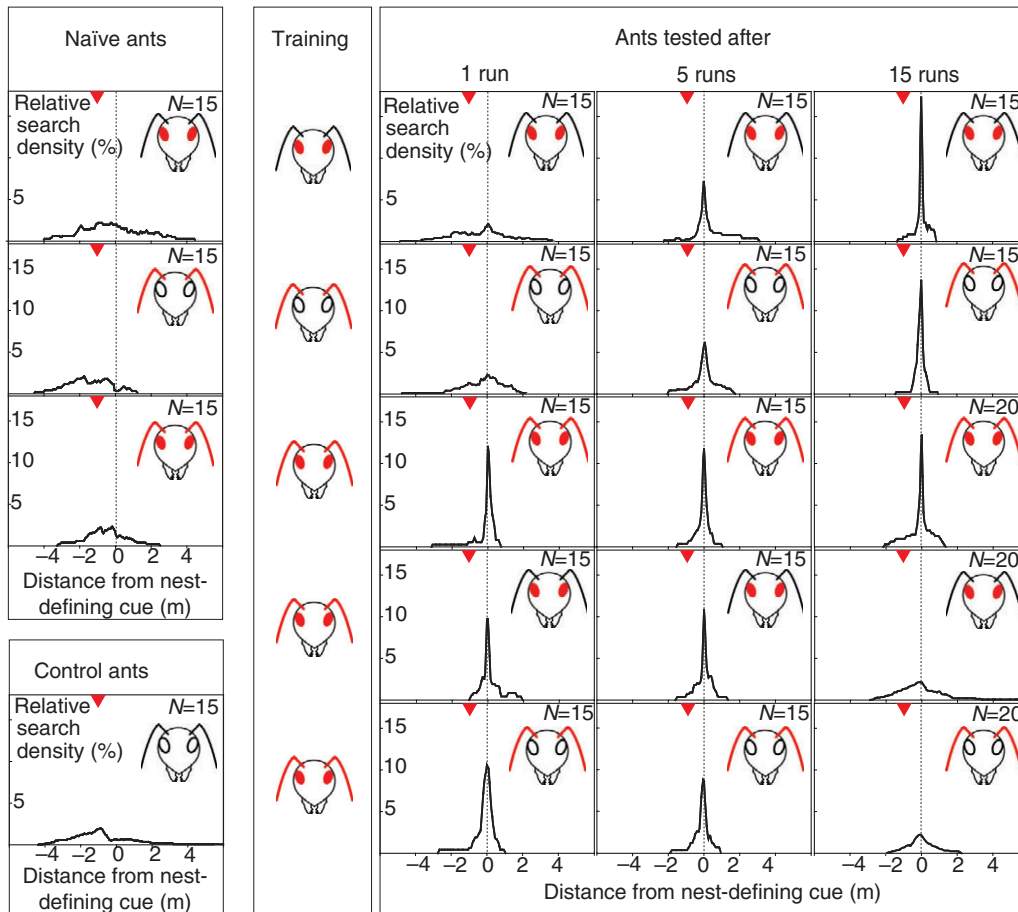 Naïve ants
Training
Ants tested after
1 run
5 runs
15 runs
Relative search density (%)
N=15
5
Relative search density (%)
N=15
5
N=15
N=15
15
10
5
N=15
15
10
5
N=15
N=15
N=15
15
10
5
N=15
–4 –2 0 2 4
Distance from nest-
defining cue (m)
15
10
5
N=15
N=15
N=20
15
10
5
N=15
N=15
N=20
Control ants
Relative search density (%)
N=15
5
–4 –2 0 2 4
Distance from nest-
defining cue (m)
10
5
N=15
N=15
N=20
–4 –2 0 2 4
–4 –2 0 2 4
–4 –2 0 2 4
Distance from nest-defining cue (m)